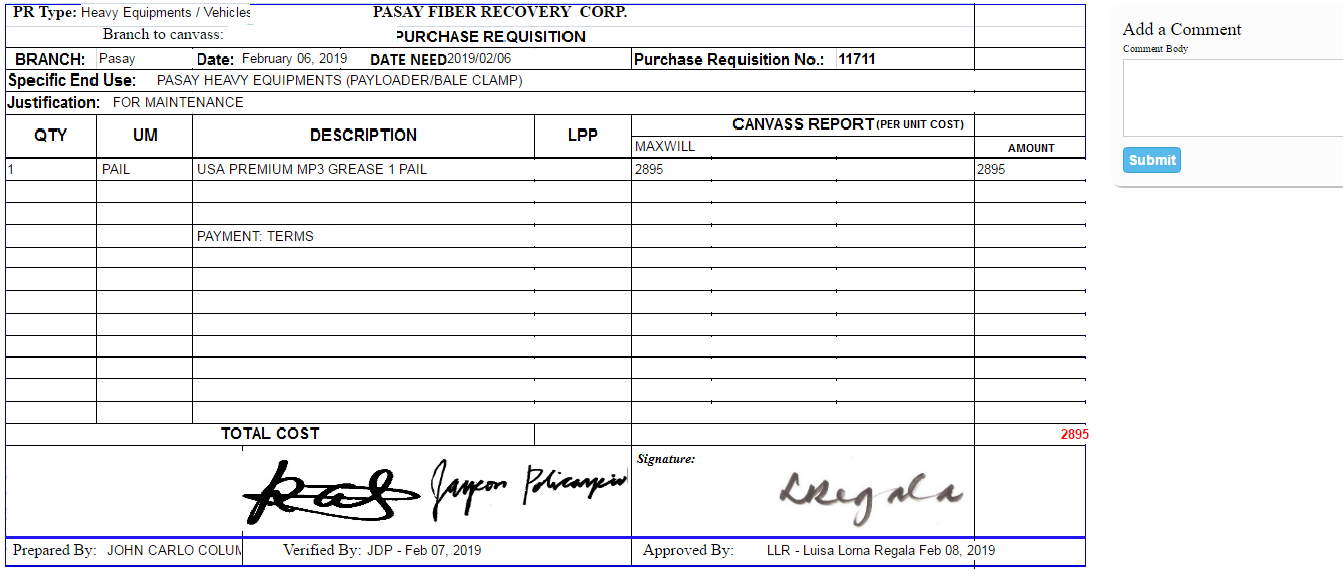 PR Type: Heavy Equipments / Vehicles PASAY FIBER RECOVERY CORP.
Branch to canvass: PURCHASE REQUISITION
BRANCH: Pasay Date: February 06, 2019 DATE NEED 2019/02/06 Purchase Requisition No.: 11711
Specific End Use: PASAY HEAVY EQUIPMENTS (PAYLOADER/BALE CLAMP)
Justification: FOR MAINTENANCE
QTY UM DESCRIPTION LPP CANVASS REPORT (PER UNIT COST)
MAXWILL AMOUNT
1 PAIL USA PREMIUM MP3 GREASE 1 PAIL 2895 2895
PAYMENT: TERMS
TOTAL COST 2895
Signature:
LRegala
Prepared By: JOHN CARLO COLUM Verified By: JDP - Feb 07, 2019 Approved By: LLR - Luisa Lorna Regala Feb 08, 2019
Add a Comment
Comment Body
Submit